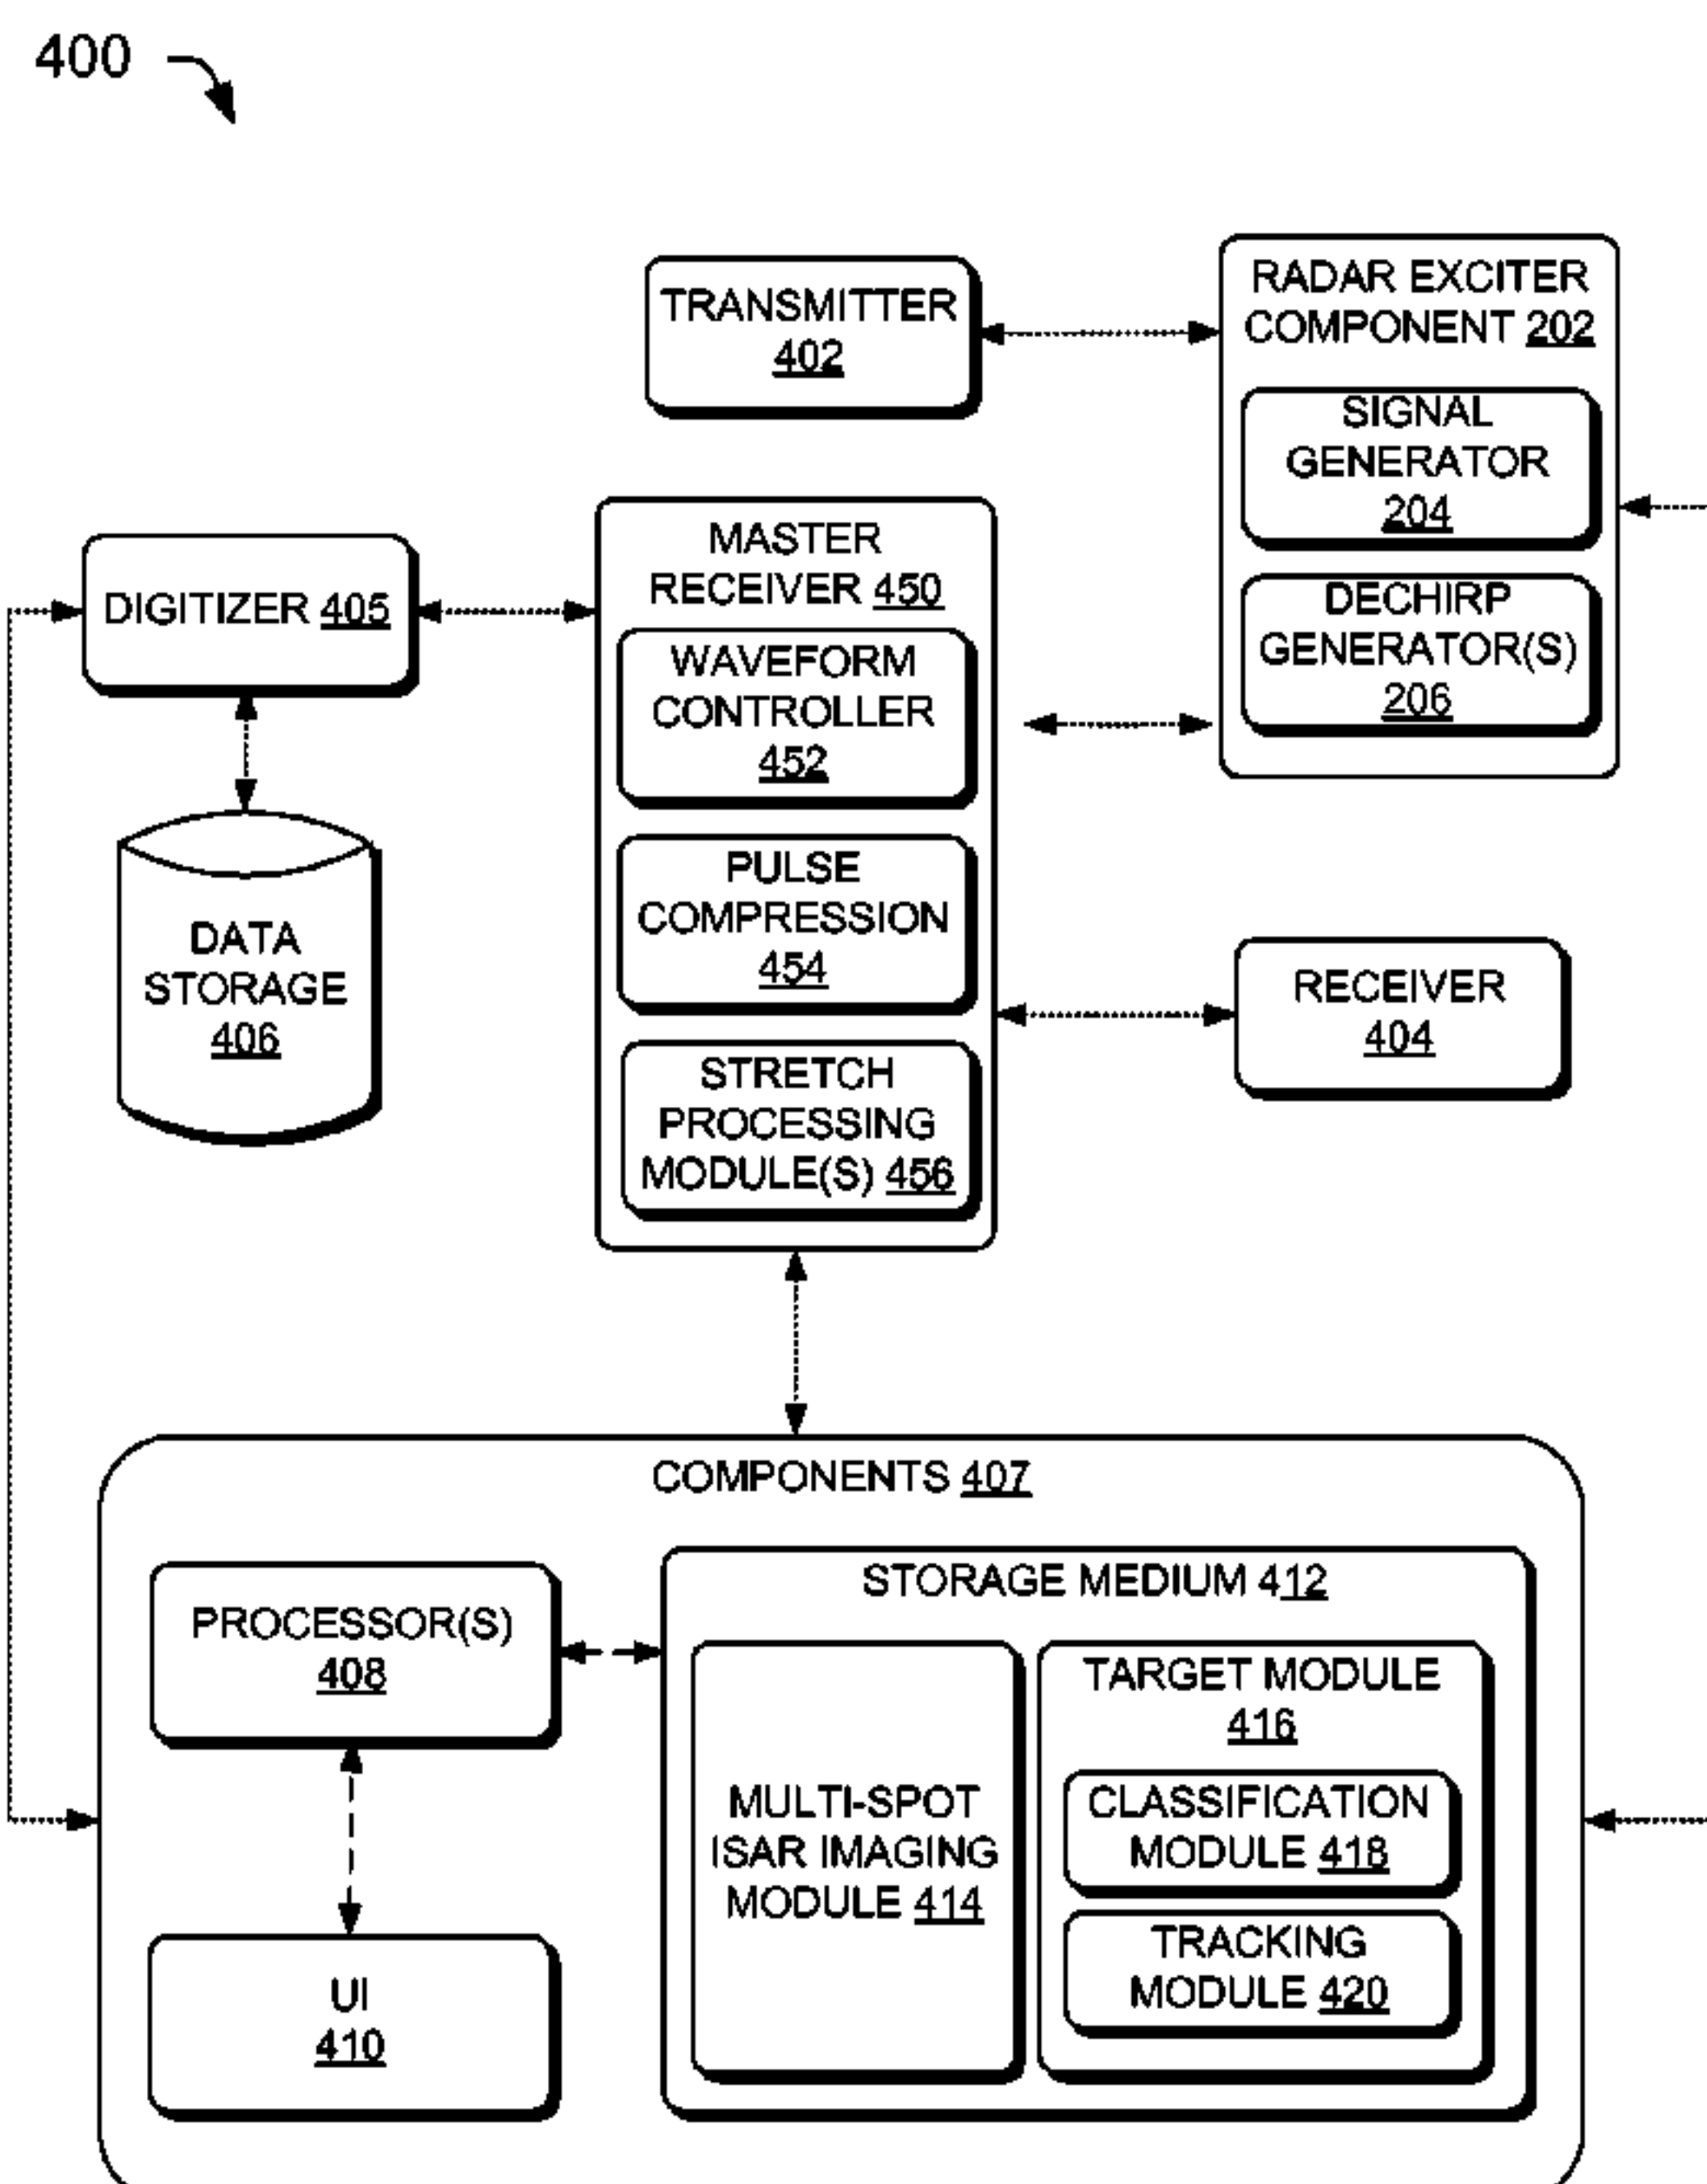 400
TRANSMITTER
402
RADAR EXCITER
COMPONENT 202
SIGNAL
GENERATOR
204
DECHIRP
GENERATOR(S)
206
DIGITIZER 405
MASTER
RECEIVER 450
WAVEFORM
CONTROLLER
452
PULSE
COMPRESSION
454
STRETCH
PROCESSING
MODULE(S) 456
DATA
STORAGE
406
RECEIVER
404
COMPONENTS 407
PROCESSOR(S)
408
UI
410
STORAGE MEDIUM 412
MULTI-SPOT
ISAR IMAGING
MODULE 414
TARGET MODULE
416
CLASSIFICATION
MODULE 418
TRACKING
MODULE 420